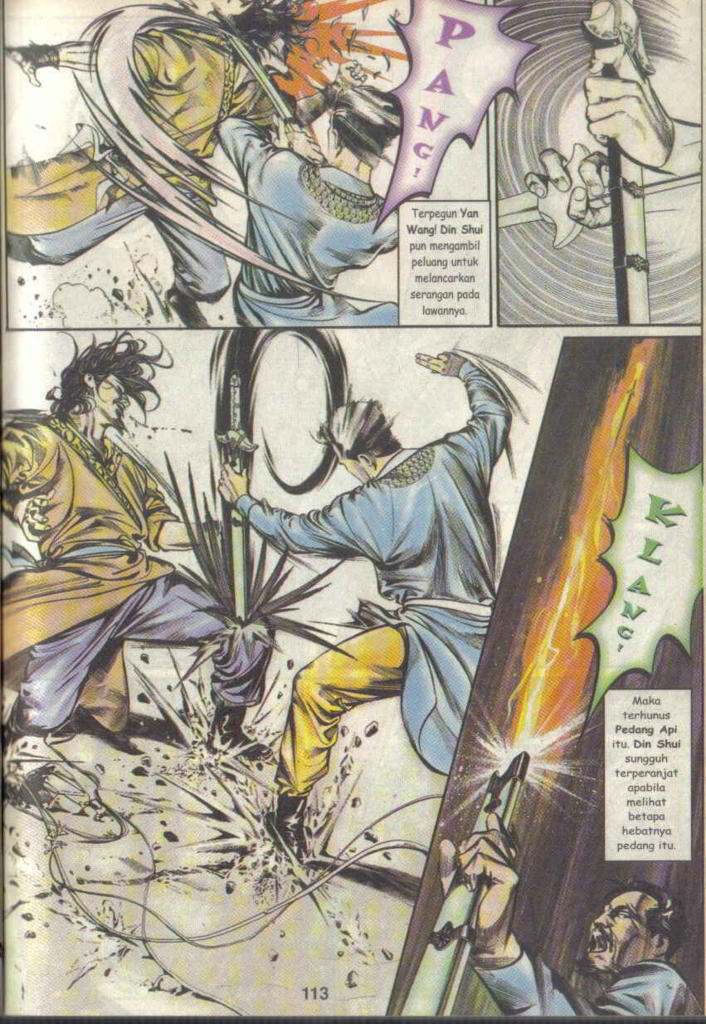 PANG!
Terpegun Yan
Wang! Din Shui
pun mengambil
peluang untuk
melancarkan
serangan pada
lawannya.
KLANG!
Maka
terhunus
Pedang Api
itu. Din Shui
sungguh
terperanjat
apabila
melihat
betapa
hebatnya
pedang itu.
113